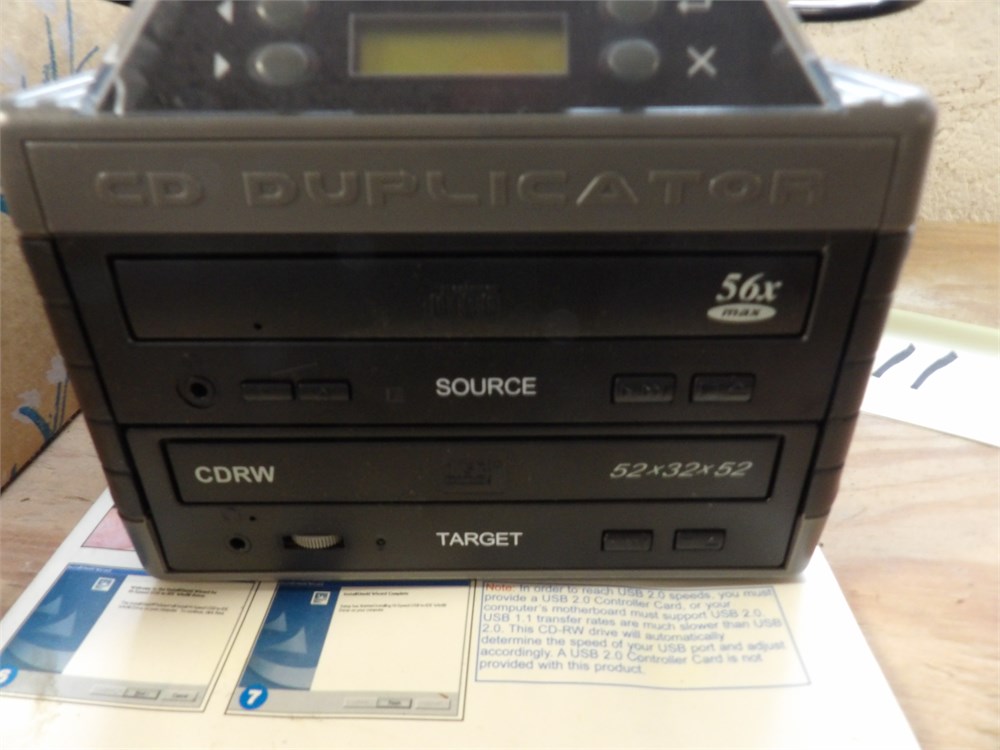 CD DUPLICATOR
56x
max
SOURCE
CDRW
52x32x52
TARGET
Note: In order to reach USB 2.0 speeds, you must
provide a USB 2.0 Controller Card, or your
computer's motherboard must support USB 2.0.
USB 1.1 transfer rates are much slower than USB
2.0. This CD-RW drive will automatically
determine the speed of your USB port and adjust
accordingly. A USB 2.0 Controller Card is not
provided with this product.
7